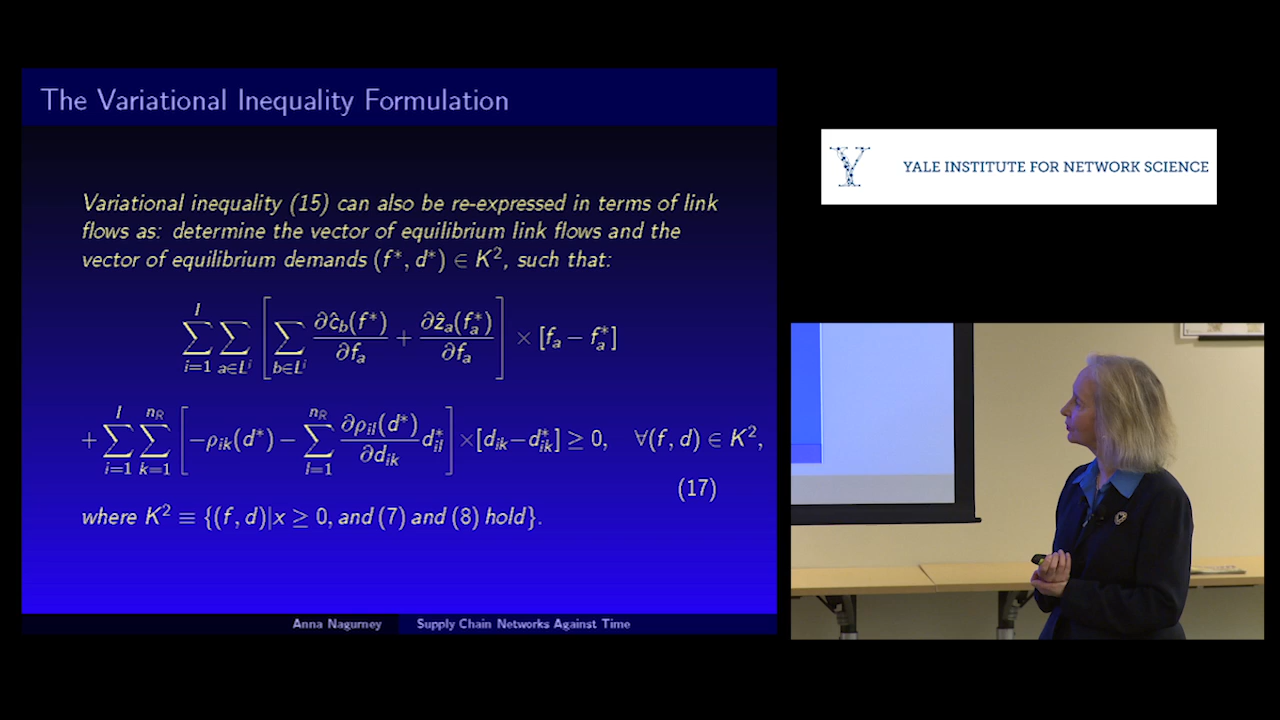 The Variational Inequality Formulation
Variational inequality (15) can also be re-expressed in terms of link
flows as: determine the vector of equilibrium link flows and the
vector of equilibrium demands (f*, d*) ∈ K², such that:
∑_{i=1}^{I} ∑_{a∈L^i} [ ∑_{b∈L^i} ∂ĉ_b(f*)/∂f_a + ∂ẑ_a(f_a*)/∂f_a ] × [f_a − f_a*]
+ ∑_{i=1}^{I} ∑_{k=1}^{n_R} [ −ρ_{ik}(d*) − ∑_{l=1}^{n_R} ∂ρ_{il}(d*)/∂d_{ik} d_{il}* ] × [d_{ik} − d_{ik}*] ≥ 0, ∀(f, d) ∈ K²,
(17)
where K² ≡ {(f, d)|x ≥ 0, and (7) and (8) hold}.
Anna Nagurney Supply Chain Networks Against Time
Y
YALE INSTITUTE FOR NETWORK SCIENCE